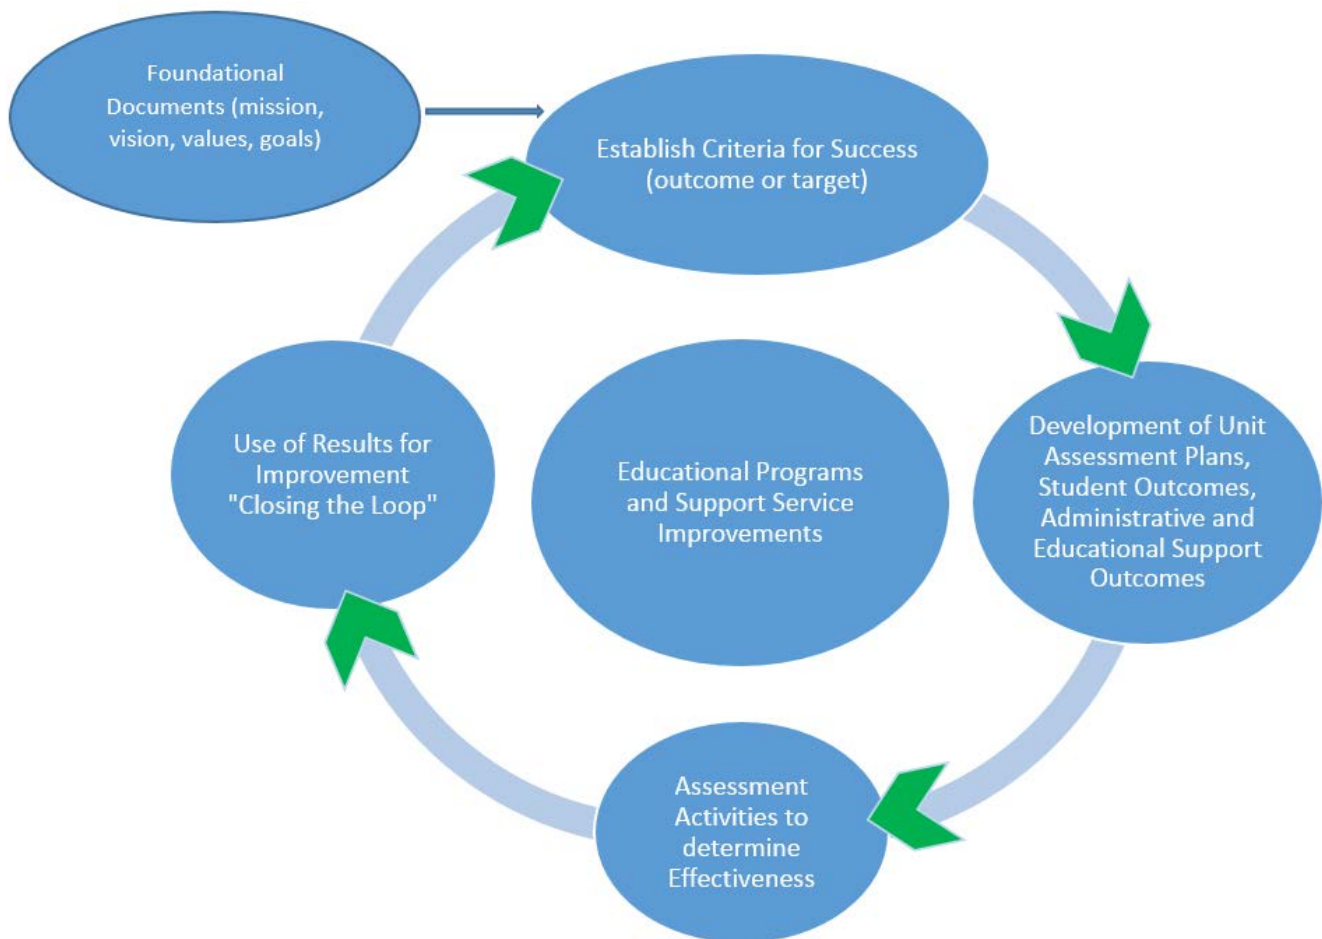 Foundational
Documents (mission,
vision, values, goals)
Establish Criteria for Success
(outcome or target)
Development of Unit
Assessment Plans,
Student Outcomes,
Administrative and
Educational Support
Outcomes
Assessment
Activities to
determine
Effectiveness
Use of Results for
Improvement
"Closing the Loop"
Educational Programs
and Support Service
Improvements